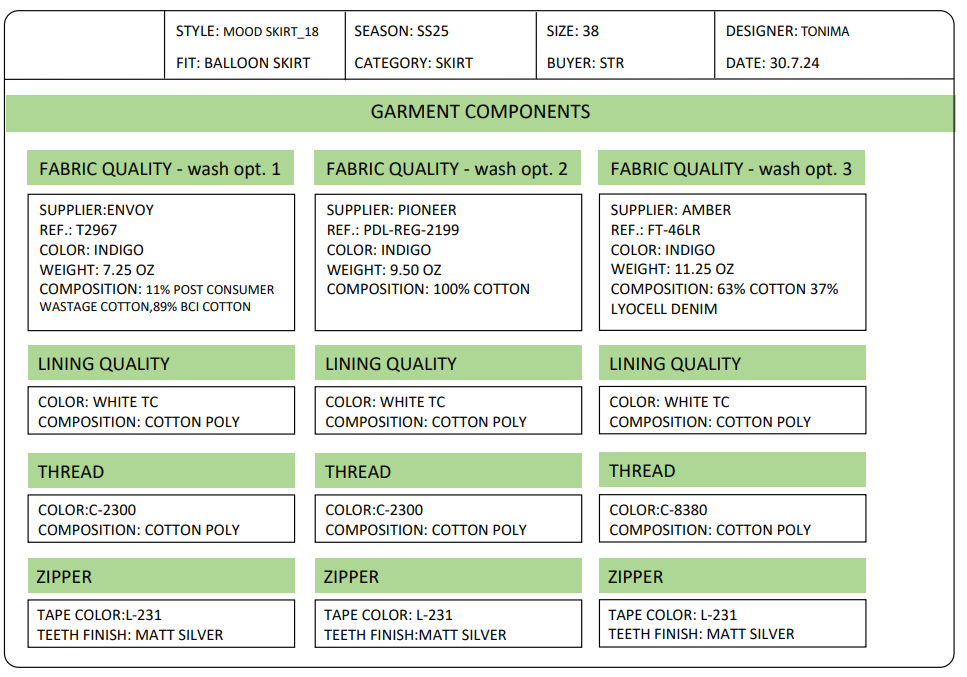 STYLE: MOOD SKIRT_18
FIT: BALLOON SKIRT
SEASON: SS25
CATEGORY: SKIRT
SIZE: 38
BUYER: STR
DESIGNER: TONIMA
DATE: 30.7.24
GARMENT COMPONENTS
FABRIC QUALITY - wash opt. 1
SUPPLIER:ENVOY
REF.: T2967
COLOR: INDIGO
WEIGHT: 7.25 OZ
COMPOSITION: 11% POST CONSUMER
WASTAGE COTTON,89% BCI COTTON
LINING QUALITY
COLOR: WHITE TC
COMPOSITION: COTTON POLY
THREAD
COLOR:C-2300
COMPOSITION: COTTON POLY
ZIPPER
TAPE COLOR:L-231
TEETH FINISH: MATT SILVER
FABRIC QUALITY - wash opt. 2
SUPPLIER: PIONEER
REF.: PDL-REG-2199
COLOR: INDIGO
WEIGHT: 9.50 OZ
COMPOSITION: 100% COTTON
LINING QUALITY
COLOR: WHITE TC
COMPOSITION: COTTON POLY
THREAD
COLOR:C-2300
COMPOSITION: COTTON POLY
ZIPPER
TAPE COLOR: L-231
TEETH FINISH:MATT SILVER
FABRIC QUALITY - wash opt. 3
SUPPLIER: AMBER
REF.: FT-46LR
COLOR: INDIGO
WEIGHT: 11.25 OZ
COMPOSITION: 63% COTTON 37%
LYOCELL DENIM
LINING QUALITY
COLOR: WHITE TC
COMPOSITION: COTTON POLY
THREAD
COLOR:C-8380
COMPOSITION: COTTON POLY
ZIPPER
TAPE COLOR: L-231
TEETH FINISH: MATT SILVER